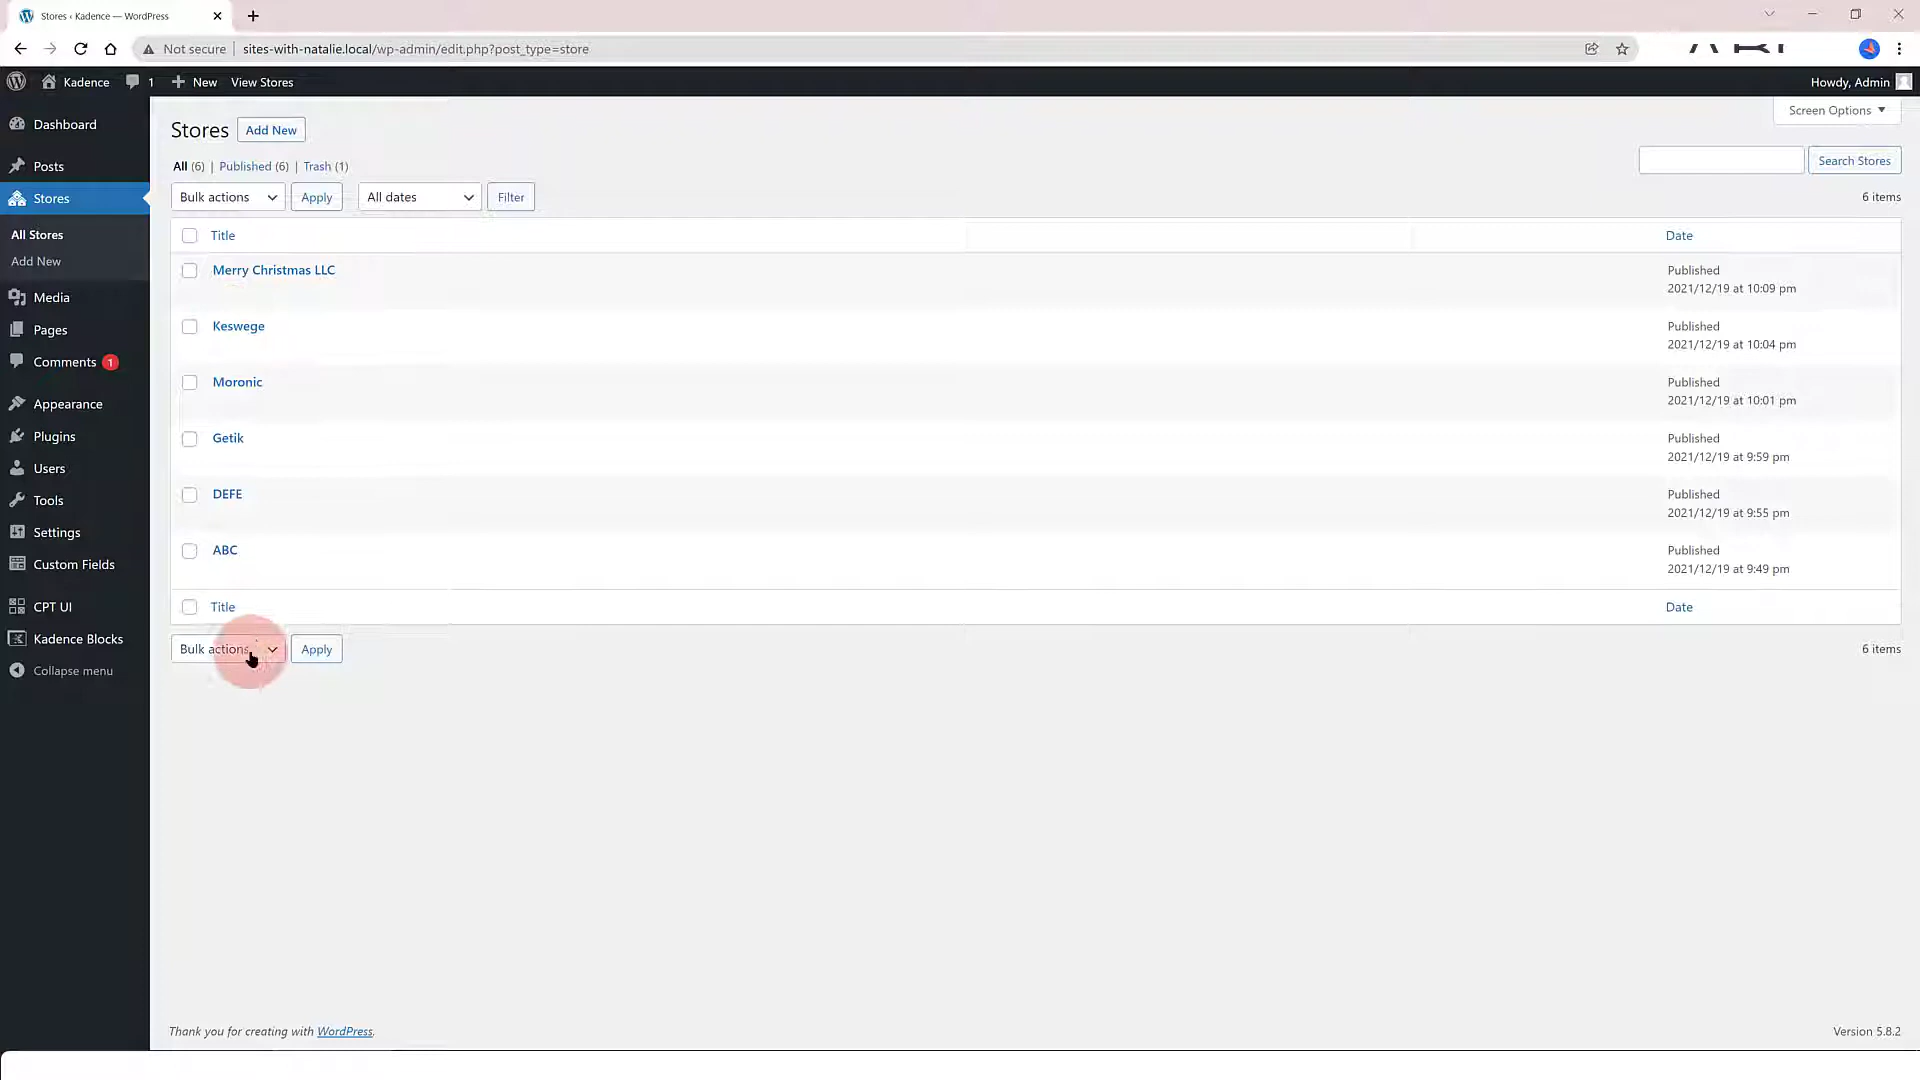 Stores ‹ Kadence — WordPress
Not secure sites-with-natalie.local/wp-admin/edit.php?post_type=store
Kadence 1 New View Stores Howdy, Admin
Screen Options
Dashboard
Posts
Stores
All Stores
Add New
Media
Pages
Comments 1
Appearance
Plugins
Users
Tools
Settings
Custom Fields
CPT UI
Kadence Blocks
Collapse menu
Stores Add New
All (6) | Published (6) | Trash (1)
Search Stores
Bulk actions Apply All dates Filter 6 items
Title Date
Merry Christmas LLC Published
2021/12/19 at 10:09 pm
Keswege Published
2021/12/19 at 10:04 pm
Moronic Published
2021/12/19 at 10:01 pm
Getik Published
2021/12/19 at 9:59 pm
DEFE Published
2021/12/19 at 9:55 pm
ABC Published
2021/12/19 at 9:49 pm
Title Date
Bulk actions Apply 6 items
Thank you for creating with WordPress. Version 5.8.2